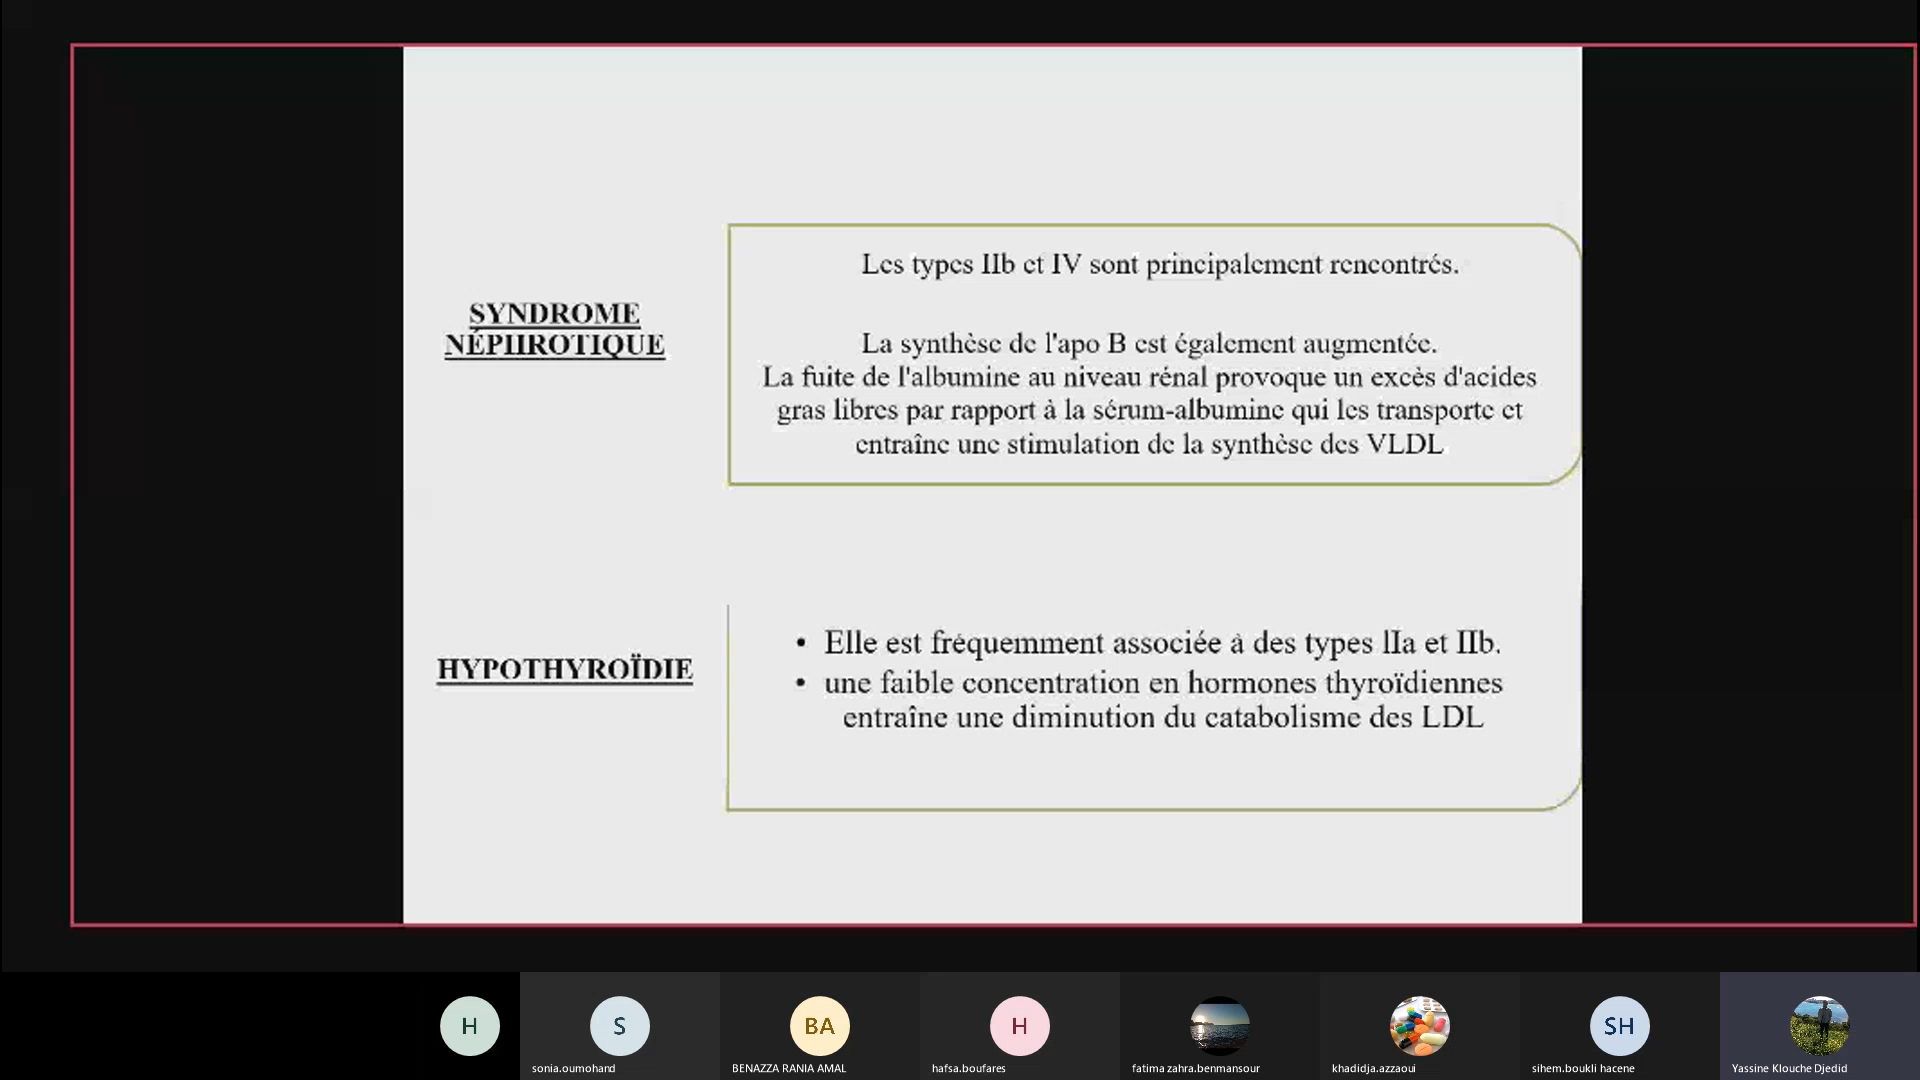 Les types IIb et IV sont principalement rencontrés.
SYNDROME
NÉPHROTIQUE
La synthèse de l'apo B est également augmentée.
La fuite de l'albumine au niveau rénal provoque un excès d'acides
gras libres par rapport à la sérum-albumine qui les transporte et
entraîne une stimulation de la synthèse des VLDL
HYPOTHYROÏDIE
• Elle est fréquemment associée à des types IIa et IIb.
• une faible concentration en hormones thyroïdiennes
entraîne une diminution du catabolisme des LDL
H
S
BA
H
SH
sonia.oumohand
BENAZZA RANIA AMAL
hafsa.boufares
fatima zahra.benmansour
khadidja.azzaoui
sihem.boukli hacene
Yassine Klouche Djedid